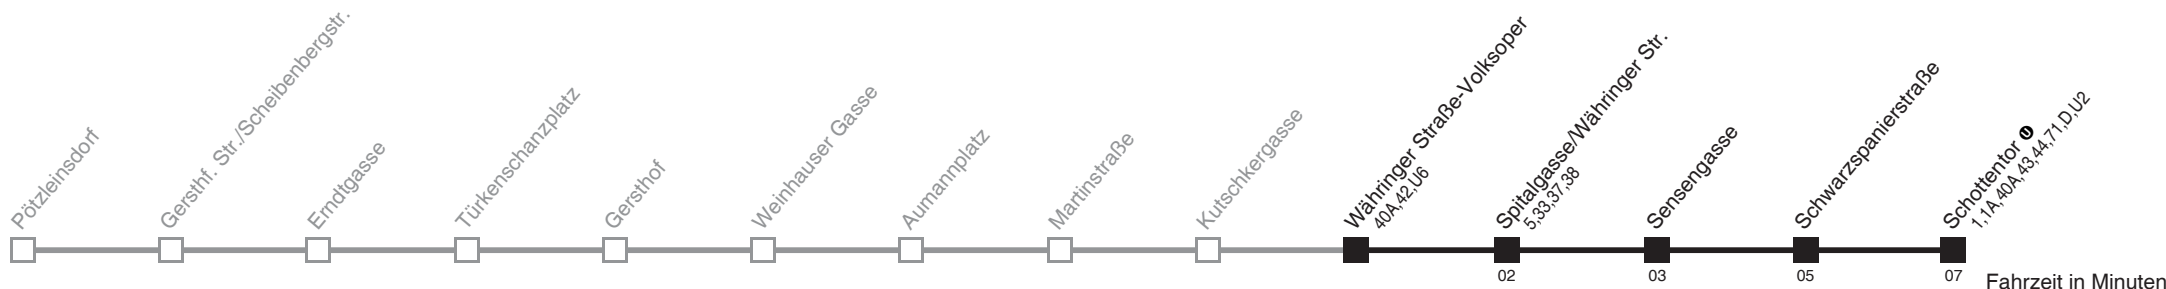 Pötzleinsdorf
Gersthf. Str./Scheibenbergstr.
Erndtgasse
Türkenschanzplatz
Gersthof
Weinhauser Gasse
Aumannplatz
Martinstraße
Kutschkergasse
Währinger Straße-Volksoper
40A,42,U6
Spitalgasse/Währinger Str.
5,33,37,38
Sensengasse
Schwarzspanierstraße
Schottentor U
1,1A,40A,43,44,71,D,U2
02
03
05
07
Fahrzeit in Minuten